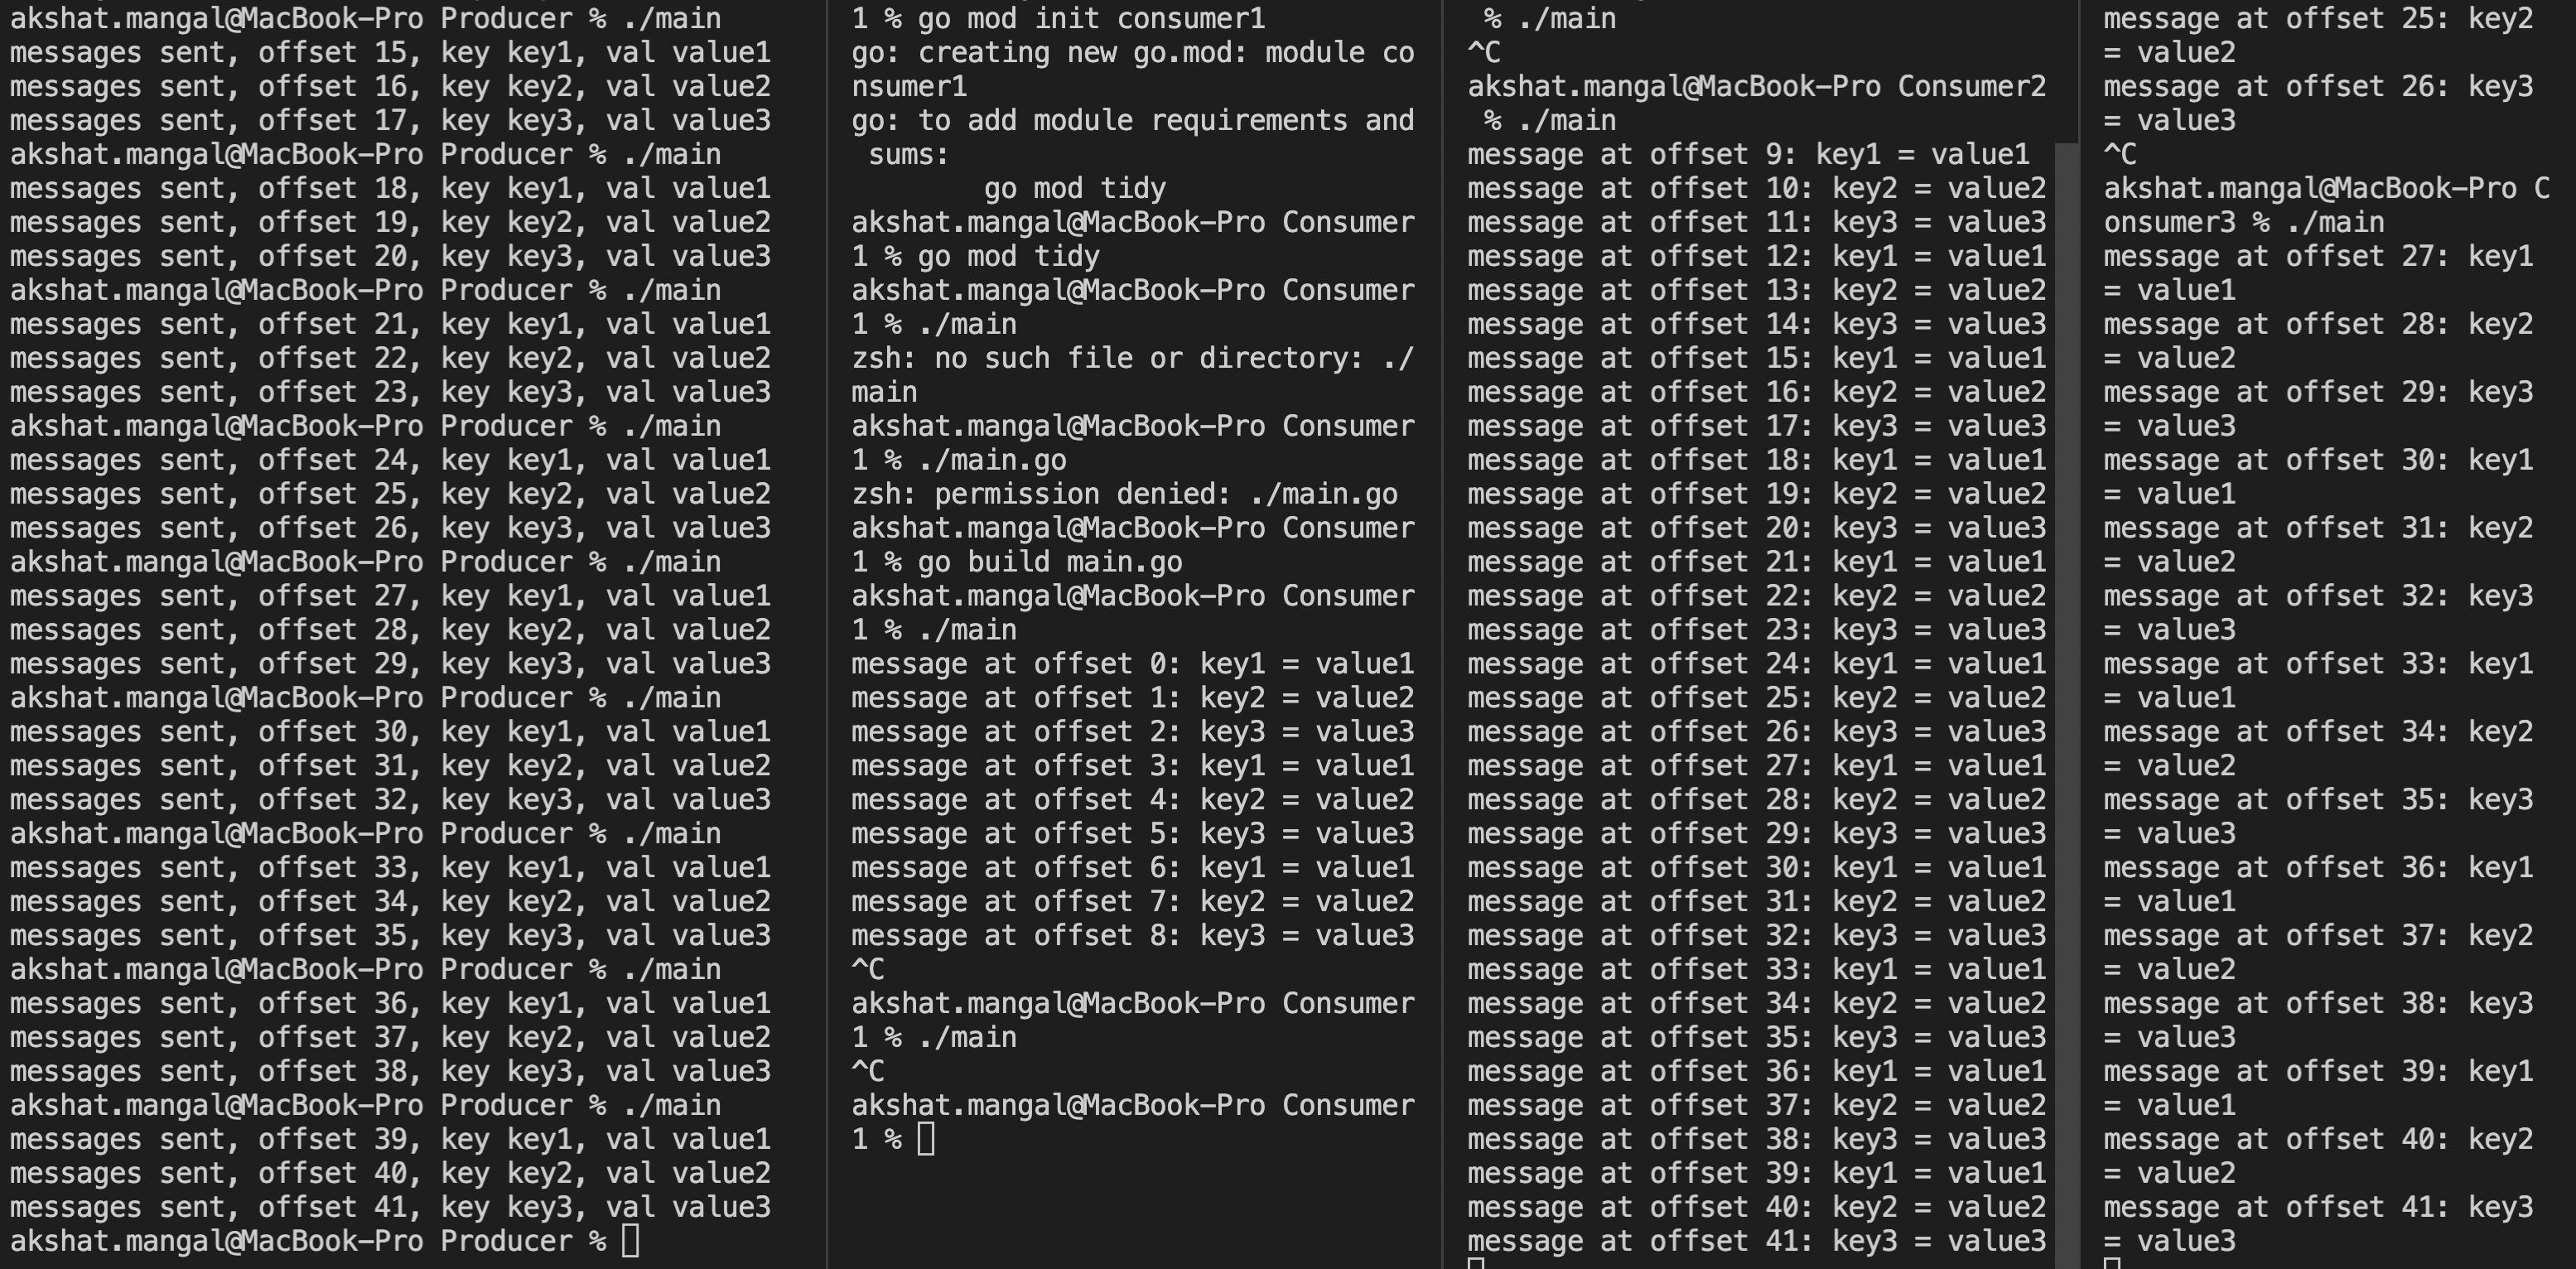 akshat.mangal@MacBook-Pro Producer % ./main
messages sent, offset 15, key key1, val value1
messages sent, offset 16, key key2, val value2
messages sent, offset 17, key key3, val value3
akshat.mangal@MacBook-Pro Producer % ./main
messages sent, offset 18, key key1, val value1
messages sent, offset 19, key key2, val value2
messages sent, offset 20, key key3, val value3
akshat.mangal@MacBook-Pro Producer % ./main
messages sent, offset 21, key key1, val value1
messages sent, offset 22, key key2, val value2
messages sent, offset 23, key key3, val value3
akshat.mangal@MacBook-Pro Producer % ./main
messages sent, offset 24, key key1, val value1
messages sent, offset 25, key key2, val value2
messages sent, offset 26, key key3, val value3
akshat.mangal@MacBook-Pro Producer % ./main
messages sent, offset 27, key key1, val value1
messages sent, offset 28, key key2, val value2
messages sent, offset 29, key key3, val value3
akshat.mangal@MacBook-Pro Producer % ./main
messages sent, offset 30, key key1, val value1
messages sent, offset 31, key key2, val value2
messages sent, offset 32, key key3, val value3
akshat.mangal@MacBook-Pro Producer % ./main
messages sent, offset 33, key key1, val value1
messages sent, offset 34, key key2, val value2
messages sent, offset 35, key key3, val value3
akshat.mangal@MacBook-Pro Producer % ./main
messages sent, offset 36, key key1, val value1
messages sent, offset 37, key key2, val value2
messages sent, offset 38, key key3, val value3
akshat.mangal@MacBook-Pro Producer % ./main
messages sent, offset 39, key key1, val value1
messages sent, offset 40, key key2, val value2
messages sent, offset 41, key key3, val value3
akshat.mangal@MacBook-Pro Producer %
1 % go mod init consumer1
go: creating new go.mod: module co
nsumer1
go: to add module requirements and
sums:
go mod tidy
akshat.mangal@MacBook-Pro Consumer
1 % go mod tidy
akshat.mangal@MacBook-Pro Consumer
1 % ./main
zsh: no such file or directory: ./
main
akshat.mangal@MacBook-Pro Consumer
1 % ./main.go
zsh: permission denied: ./main.go
akshat.mangal@MacBook-Pro Consumer
1 % go build main.go
akshat.mangal@MacBook-Pro Consumer
1 % ./main
message at offset 0: key1 = value1
message at offset 1: key2 = value2
message at offset 2: key3 = value3
message at offset 3: key1 = value1
message at offset 4: key2 = value2
message at offset 5: key3 = value3
message at offset 6: key1 = value1
message at offset 7: key2 = value2
message at offset 8: key3 = value3
^C
akshat.mangal@MacBook-Pro Consumer
1 % ./main
^C
akshat.mangal@MacBook-Pro Consumer
1 %
% ./main
^C
akshat.mangal@MacBook-Pro Consumer2
% ./main
message at offset 9: key1 = value1
message at offset 10: key2 = value2
message at offset 11: key3 = value3
message at offset 12: key1 = value1
message at offset 13: key2 = value2
message at offset 14: key3 = value3
message at offset 15: key1 = value1
message at offset 16: key2 = value2
message at offset 17: key3 = value3
message at offset 18: key1 = value1
message at offset 19: key2 = value2
message at offset 20: key3 = value3
message at offset 21: key1 = value1
message at offset 22: key2 = value2
message at offset 23: key3 = value3
message at offset 24: key1 = value1
message at offset 25: key2 = value2
message at offset 26: key3 = value3
message at offset 27: key1 = value1
message at offset 28: key2 = value2
message at offset 29: key3 = value3
message at offset 30: key1 = value1
message at offset 31: key2 = value2
message at offset 32: key3 = value3
message at offset 33: key1 = value1
message at offset 34: key2 = value2
message at offset 35: key3 = value3
message at offset 36: key1 = value1
message at offset 37: key2 = value2
message at offset 38: key3 = value3
message at offset 39: key1 = value1
message at offset 40: key2 = value2
message at offset 41: key3 = value3
message at offset 25: key2
= value2
message at offset 26: key3
= value3
^C
akshat.mangal@MacBook-Pro C
onsumer3 % ./main
message at offset 27: key1
= value1
message at offset 28: key2
= value2
message at offset 29: key3
= value3
message at offset 30: key1
= value1
message at offset 31: key2
= value2
message at offset 32: key3
= value3
message at offset 33: key1
= value1
message at offset 34: key2
= value2
message at offset 35: key3
= value3
message at offset 36: key1
= value1
message at offset 37: key2
= value2
message at offset 38: key3
= value3
message at offset 39: key1
= value1
message at offset 40: key2
= value2
message at offset 41: key3
= value3